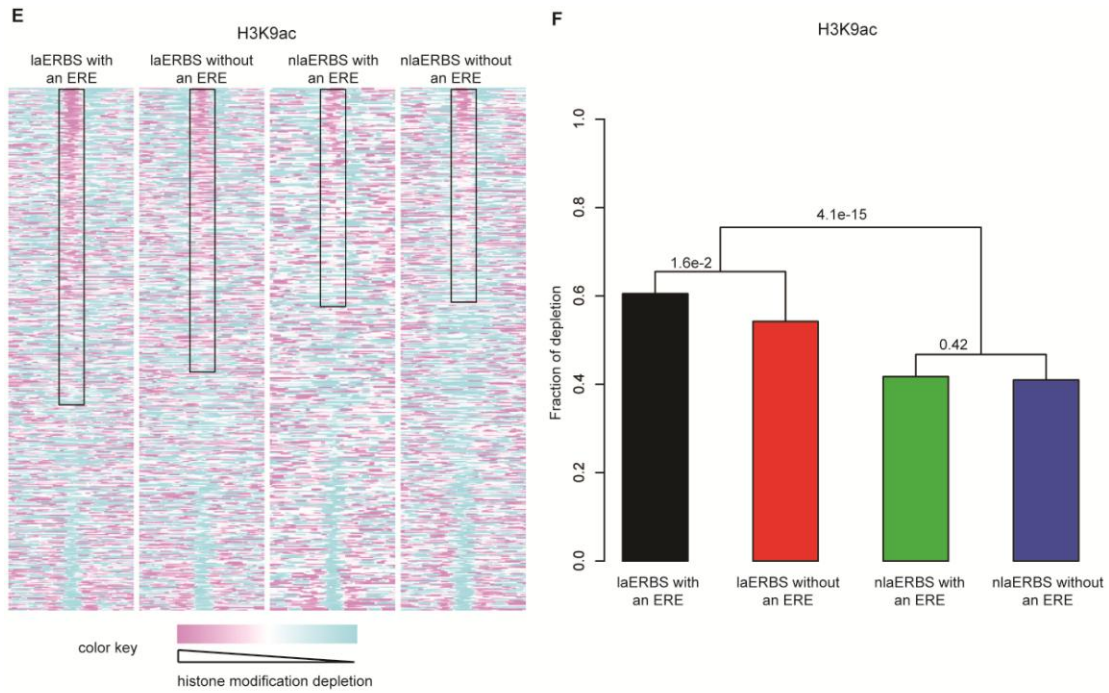 E
H3K9ac
laERBS with
an ERE
laERBS without
an ERE
nlaERBS with
an ERE
nlaERBS without
an ERE
color key
histone modification depletion
F
H3K9ac
Fraction of depletion
1.0
0.8
0.6
0.4
0.2
0.0
4.1e-15
1.6e-2
0.42
laERBS with
an ERE
laERBS without
an ERE
nlaERBS with
an ERE
nlaERBS without
an ERE